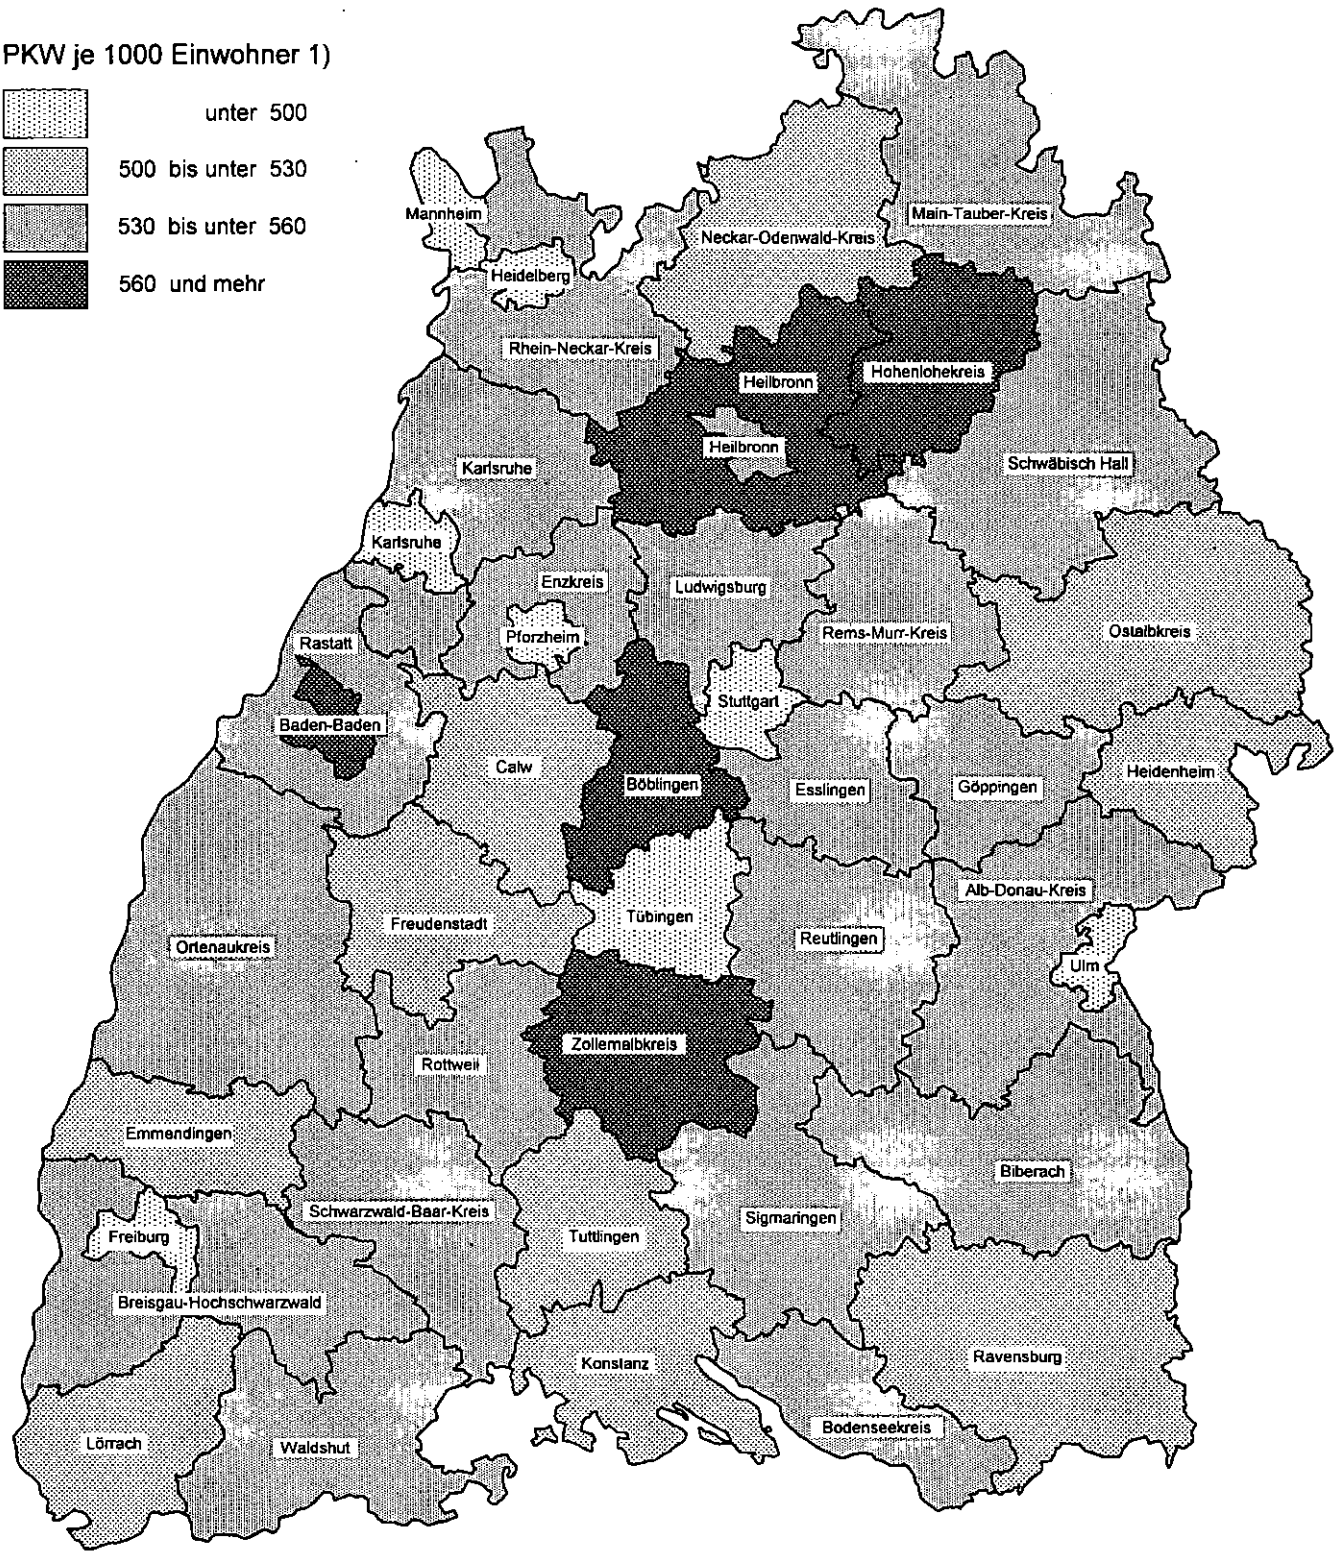 PKW je 1000 Einwohner 1)
unter 500
500 bis unter 530
530 bis unter 560
560 und mehr
Mannheim
Main-Tauber-Kreis
Neckar-Odenwald-Kreis
Heidelberg
Rhein-Neckar-Kreis
Heilbronn
Hohenlohekreis
Heilbronn
Karlsruhe
Schwäbisch Hall
Karlsruhe
Enzkreis
Ludwigsburg
Pforzheim
Rems-Murr-Kreis
Ostalbkreis
Rastatt
Stuttgart
Baden-Baden
Calw
Böblingen
Esslingen
Göppingen
Heidenheim
Alb-Donau-Kreis
Freudenstadt
Tübingen
Reutlingen
Ortenaukreis
Ulm
Zollernalbkreis
Rottweil
Emmendingen
Biberach
Schwarzwald-Baar-Kreis
Sigmaringen
Freiburg
Tuttlingen
Breisgau-Hochschwarzwald
Konstanz
Ravensburg
Bodenseekreis
Lörrach
Waldshut